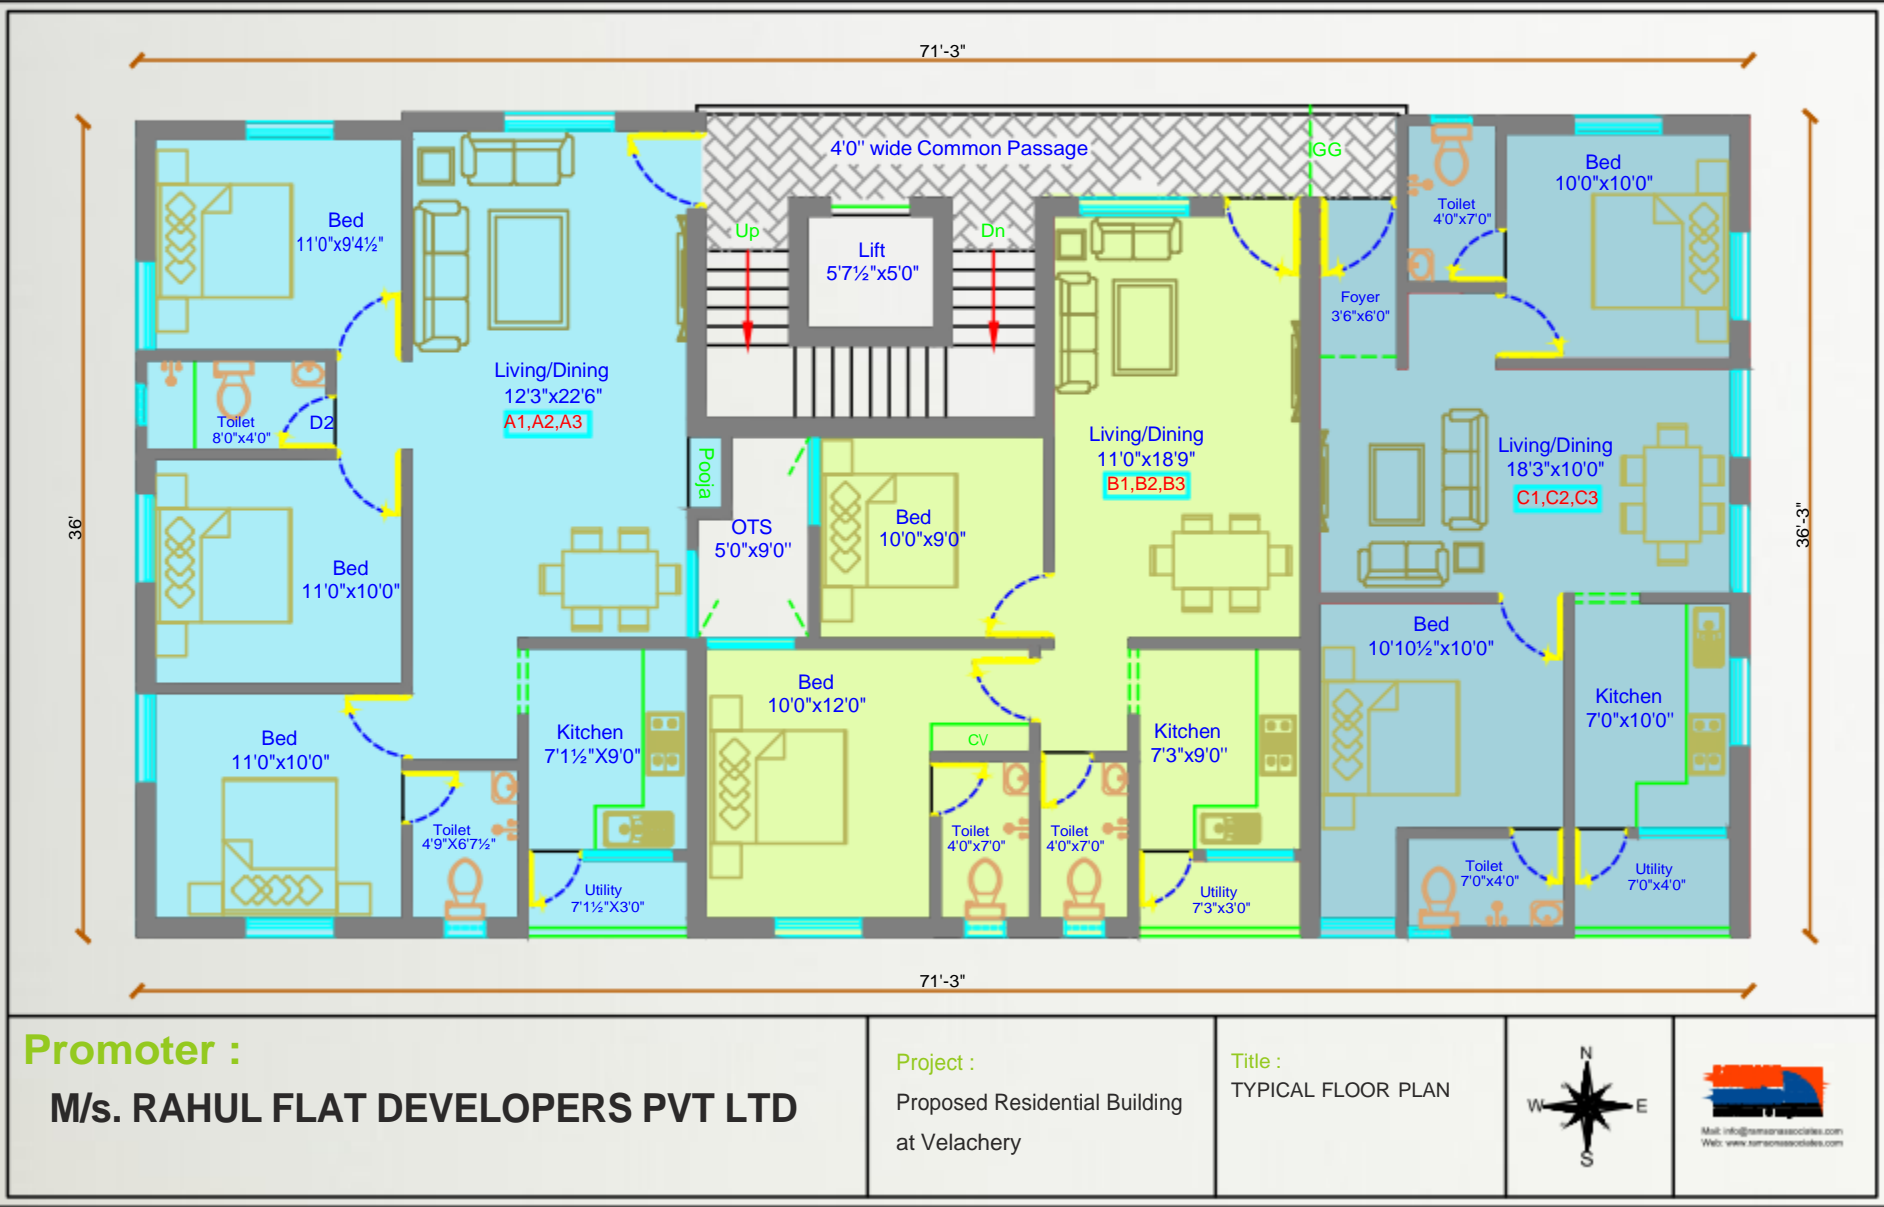 71'-3"
4'0" wide Common Passage
GG
Bed
10'0"x10'0"
Toilet
4'0"x7'0"
Bed
11'0"x9'4½"
Up
Dn
Lift
5'7½"x5'0"
Foyer
3'6"x6'0"
Living/Dining
12'3"x22'6"
A1,A2,A3
Toilet
8'0"x4'0"
D2
Living/Dining
11'0"x18'9"
B1,B2,B3
Living/Dining
18'3"x10'0"
C1,C2,C3
Pooja
36'
36'-3"
OTS
5'0"x9'0"
Bed
10'0"x9'0"
Bed
11'0"x10'0"
Bed
10'10½"x10'0"
Bed
10'0"x12'0"
Kitchen
7'0"x10'0"
Bed
11'0"x10'0"
Kitchen
7'1½"X9'0"
CV
Kitchen
7'3"x9'0"
Toilet
4'9"X6'7½"
Toilet
4'0"x7'0"
Toilet
4'0"x7'0"
Toilet
7'0"x4'0"
Utility
7'0"x4'0"
Utility
7'1½"X3'0"
Utility
7'3"x3'0"
71'-3"
Promoter :
M/s. RAHUL FLAT DEVELOPERS PVT LTD
Project :
Proposed Residential Building
at Velachery
Title :
TYPICAL FLOOR PLAN
N
W E
S
Mail: info@ramsonassociates.com
Web: www.ramsonassociates.com